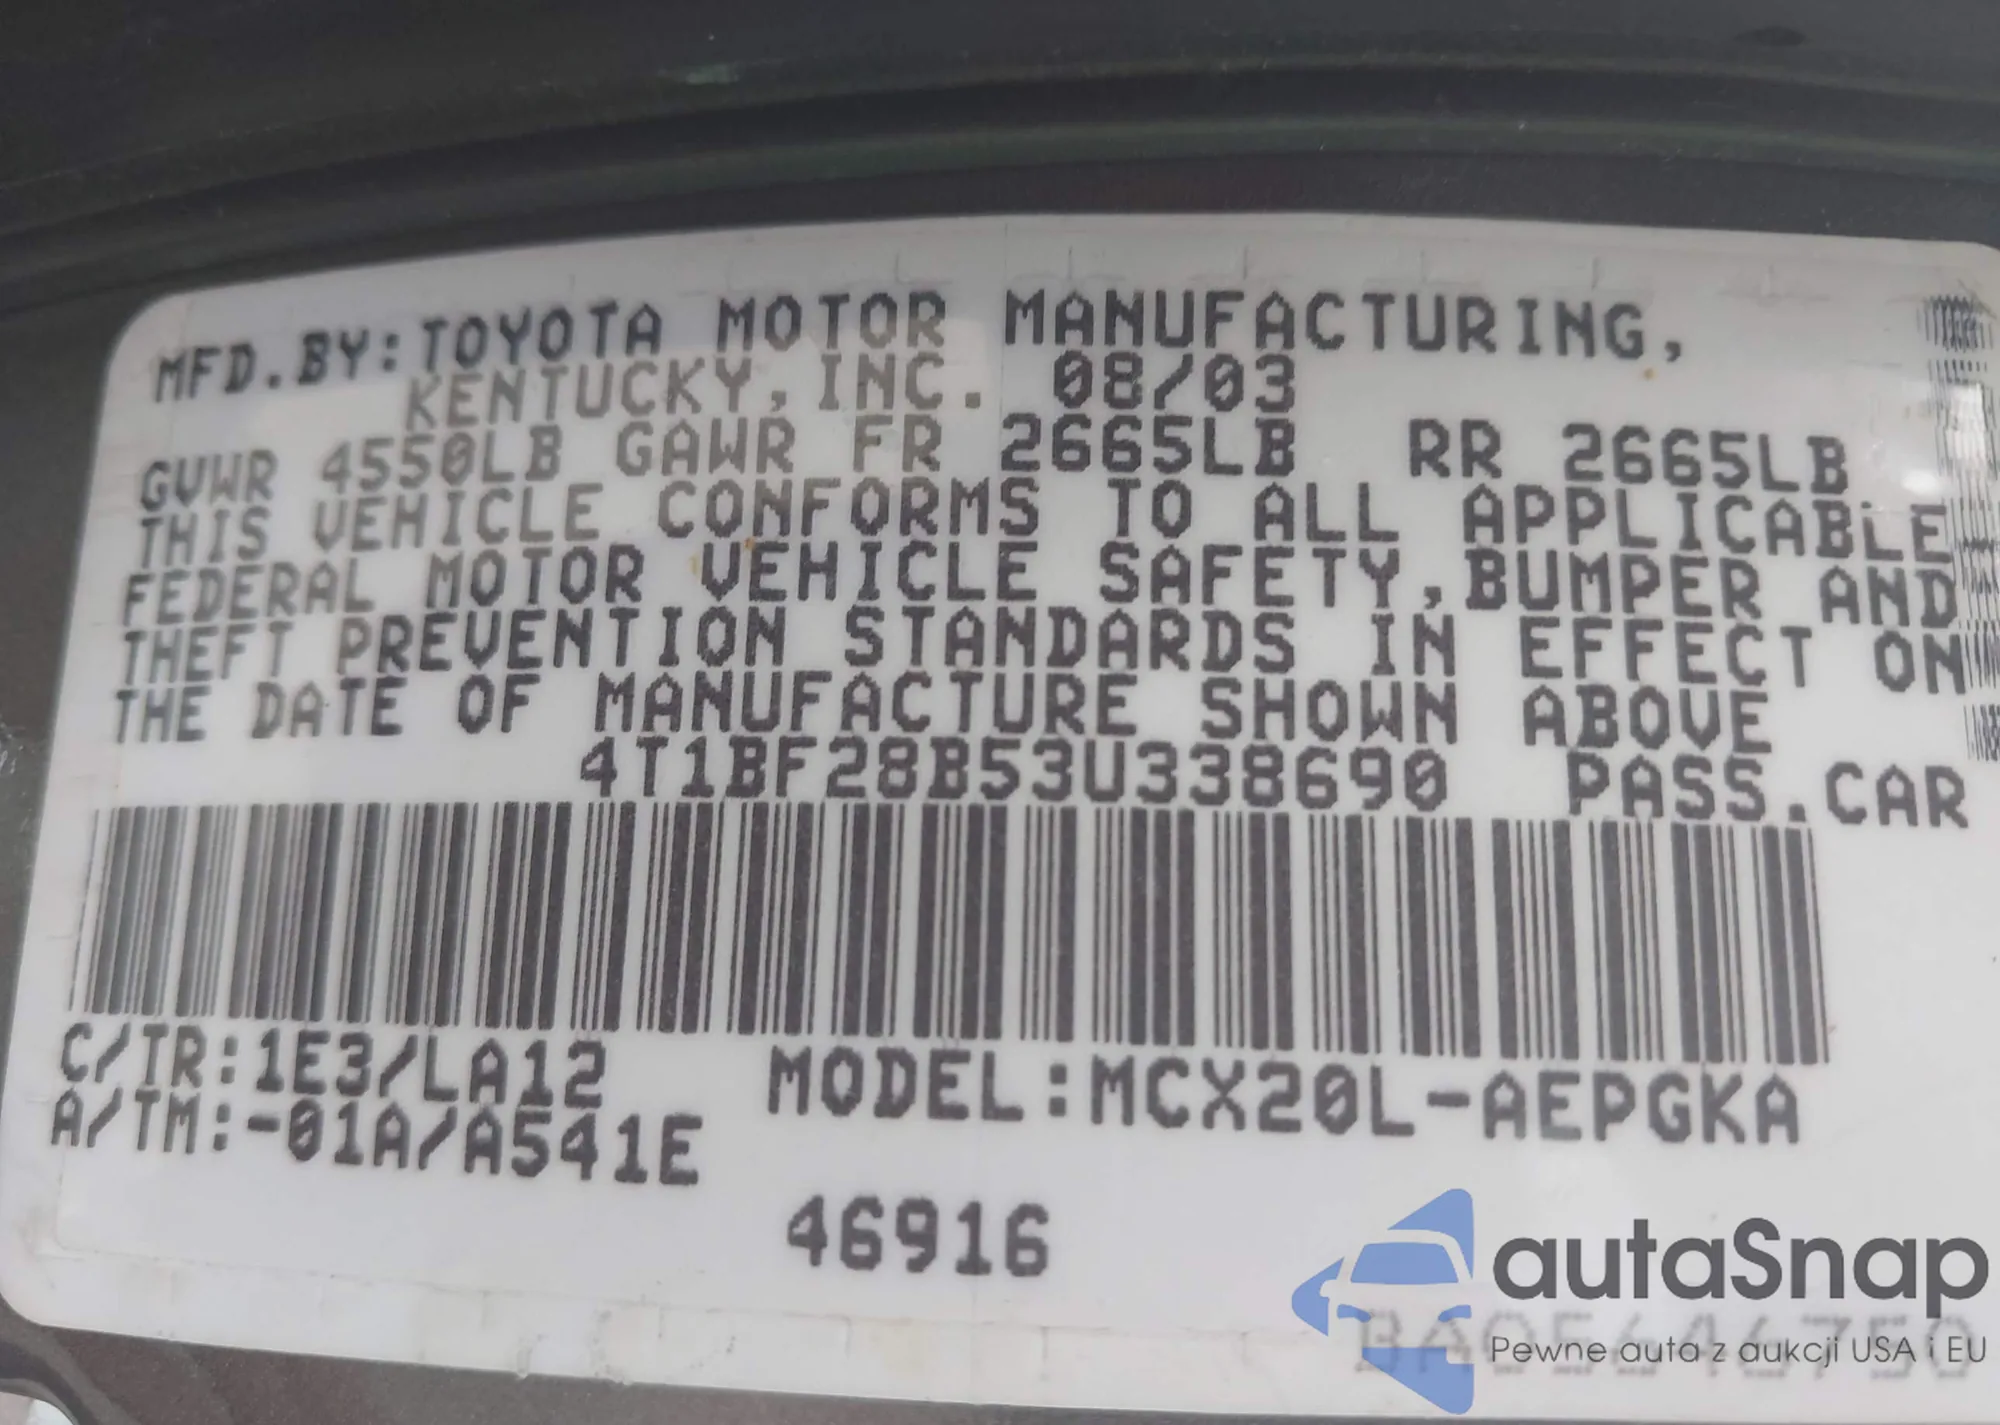 MFD.BY:TOYOTA MOTOR MANUFACTURING,
KENTUCKY,INC. 08/03
GVWR 4550LB GAWR FR 2665LB RR 2665LB
THIS VEHICLE CONFORMS TO ALL APPLICABLE
FEDERAL MOTOR VEHICLE SAFETY,BUMPER AND
THEFT PREVENTION STANDARDS IN EFFECT ON
THE DATE OF MANUFACTURE SHOWN ABOVE
4T1BF28B53U338690 PASS.CAR
C/TR:1E3/LA12 MODEL:MCX20L-AEPGKA
A/TM:-01A/A541E
46916
autaSnap
Pewne auta z aukcji USA i EU